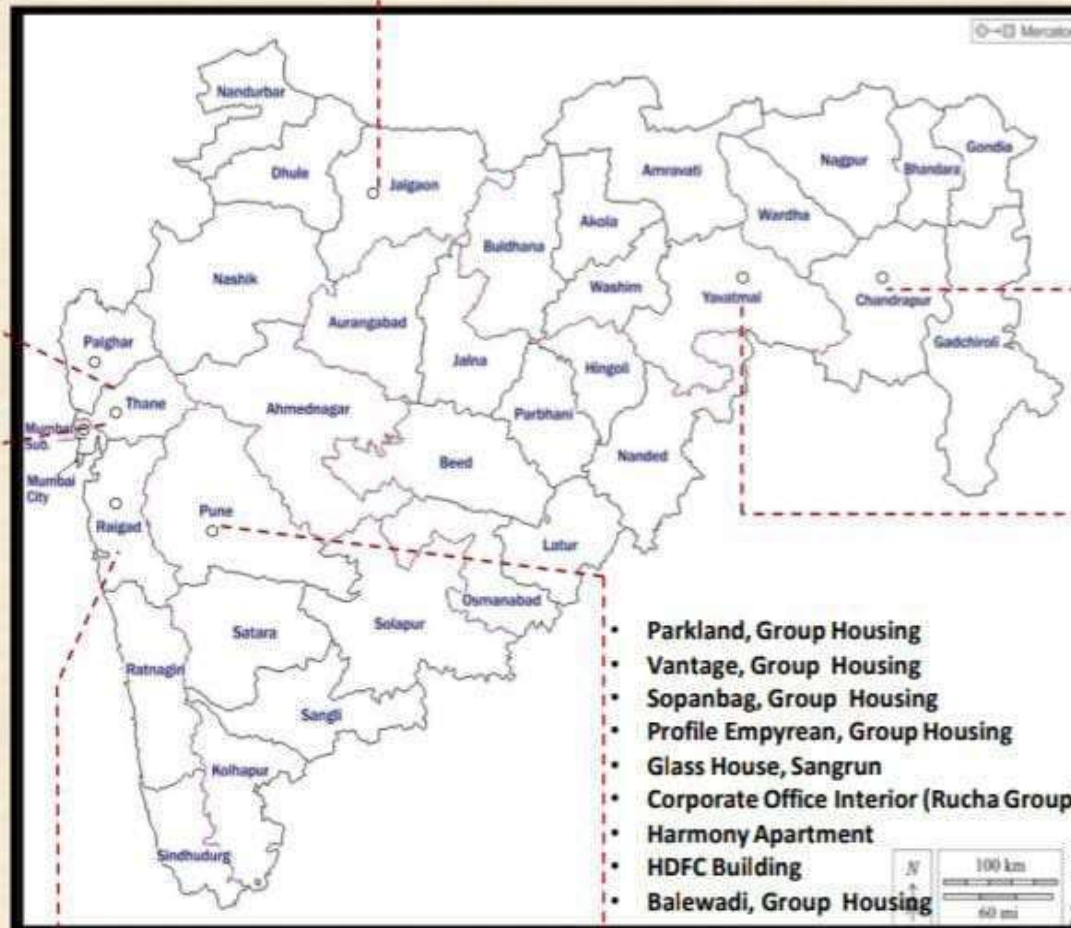 Mercator
Nandurbar
Dhule
Jalgaon
Nashik
Buldhana
Akola
Amravati
Nagpur
Bhandara
Gondia
Wardha
Washim
Yavatmal
Chandrapur
Gadchiroli
Aurangabad
Jalna
Hingoli
Parbhani
Nanded
Palghar
Thane
Mumbai
Sub.
Mumbai
City
Ahmednagar
Beed
Raigad
Pune
Latur
Osmanabad
Solapur
Satara
Ratnagiri
Sangli
Kolhapur
Sindhudurg
• Parkland, Group Housing
• Vantage, Group Housing
• Sopanbag, Group Housing
• Profile Empyrean, Group Housing
• Glass House, Sangrun
• Corporate Office Interior (Rucha Group
• Harmony Apartment
• HDFC Building
• Balewadi, Group Housing
N
100 km
60 mi